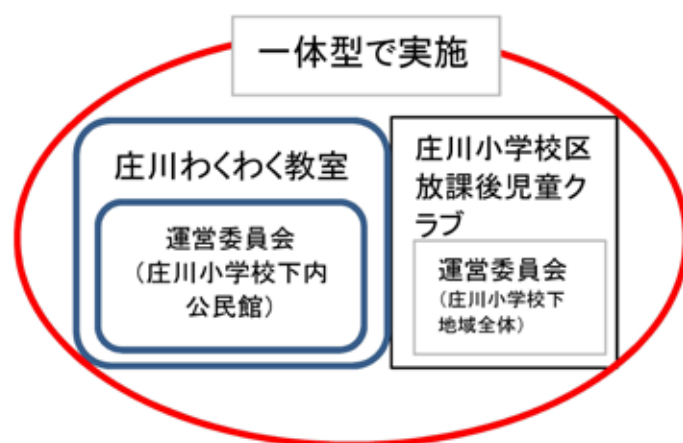 一体型で実施
庄川わくわく教室
運営委員会
（庄川小学校下内
公民館）
庄川小学校区
放課後児童ク
ラブ
運営委員会
（庄川小学校下
地域全体）